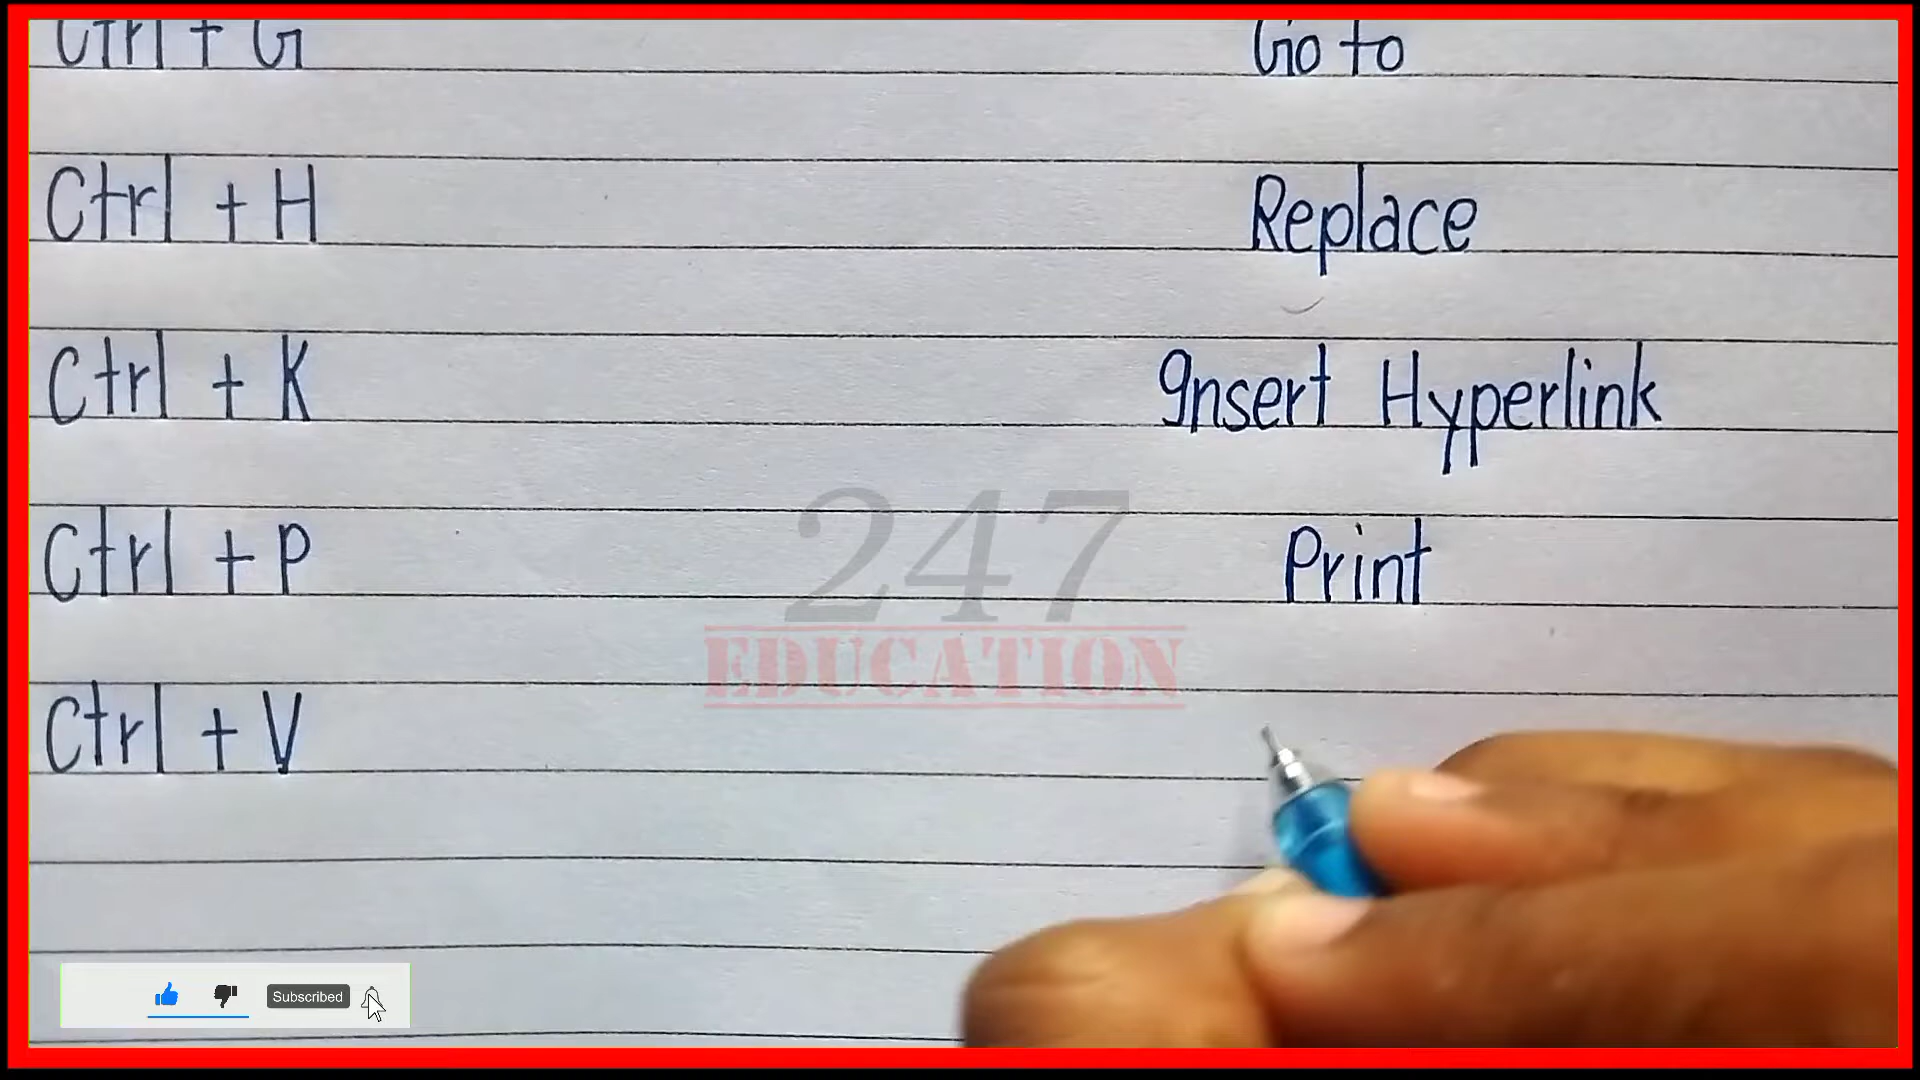 Ctrl + G Go to
Ctrl + H Replace
Ctrl + K Insert Hyperlink
Ctrl + P Print
247
EDUCATION
Ctrl + V
Subscribed